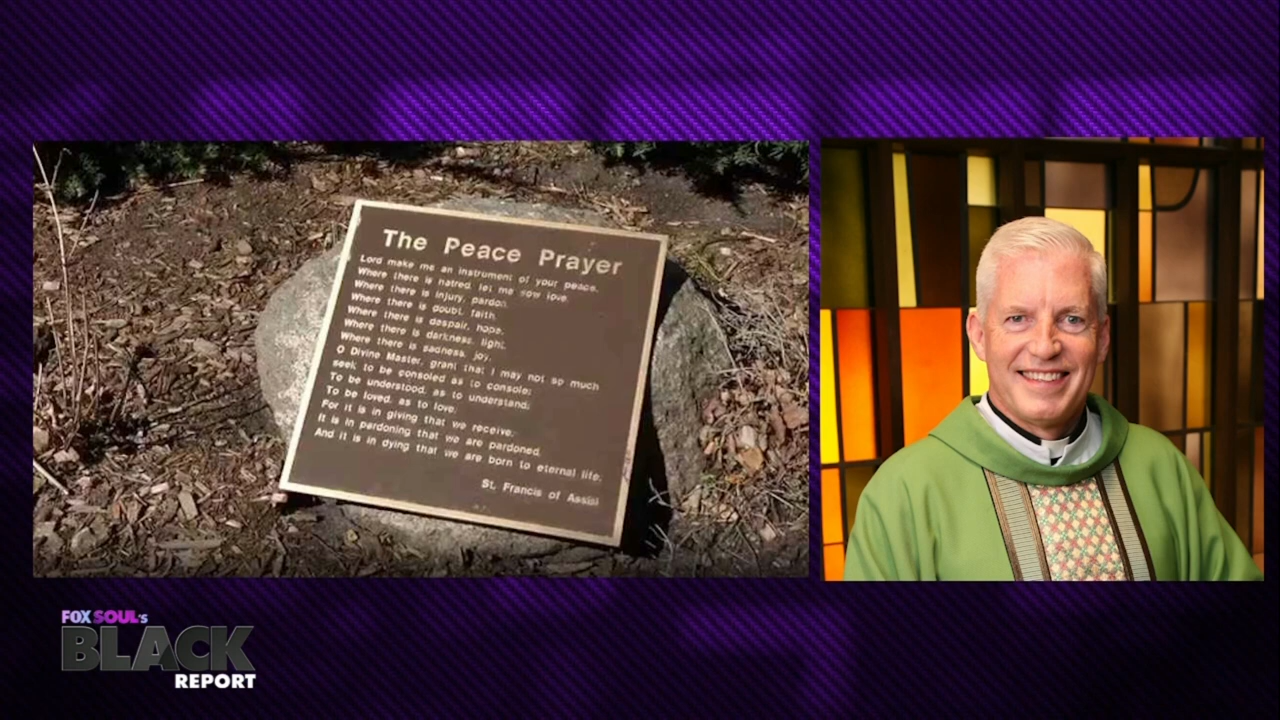 The Peace Prayer
Lord make me an instrument of your peace.
Where there is hatred, let me sow love.
Where there is injury, pardon.
Where there is doubt, faith.
Where there is despair, hope.
Where there is darkness, light.
Where there is sadness, joy.
O Divine Master, grant that I may not so much
seek to be consoled as to console;
To be understood, as to understand;
To be loved, as to love.
For it is in giving that we receive;
It is in pardoning that we are pardoned.
And it is in dying that we are born to eternal life.
St. Francis of Assisi
FOX SOUL's
BLACK
REPORT